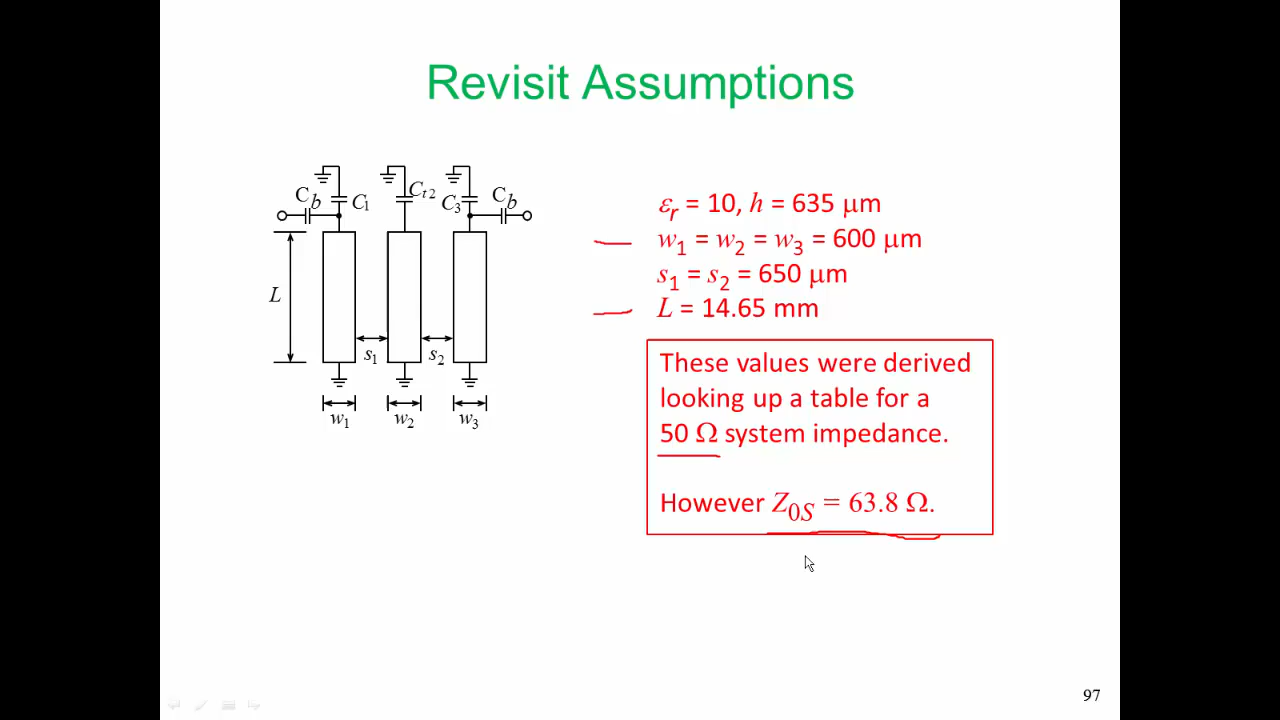 Revisit Assumptions
C_b C_1 C_t2 C_3 C_b
L
s_1 s_2
w_1 w_2 w_3
ε_r = 10, h = 635 µm
w_1 = w_2 = w_3 = 600 µm
s_1 = s_2 = 650 µm
L = 14.65 mm
These values were derived
looking up a table for a
50 Ω system impedance.
However Z_0S = 63.8 Ω.
97